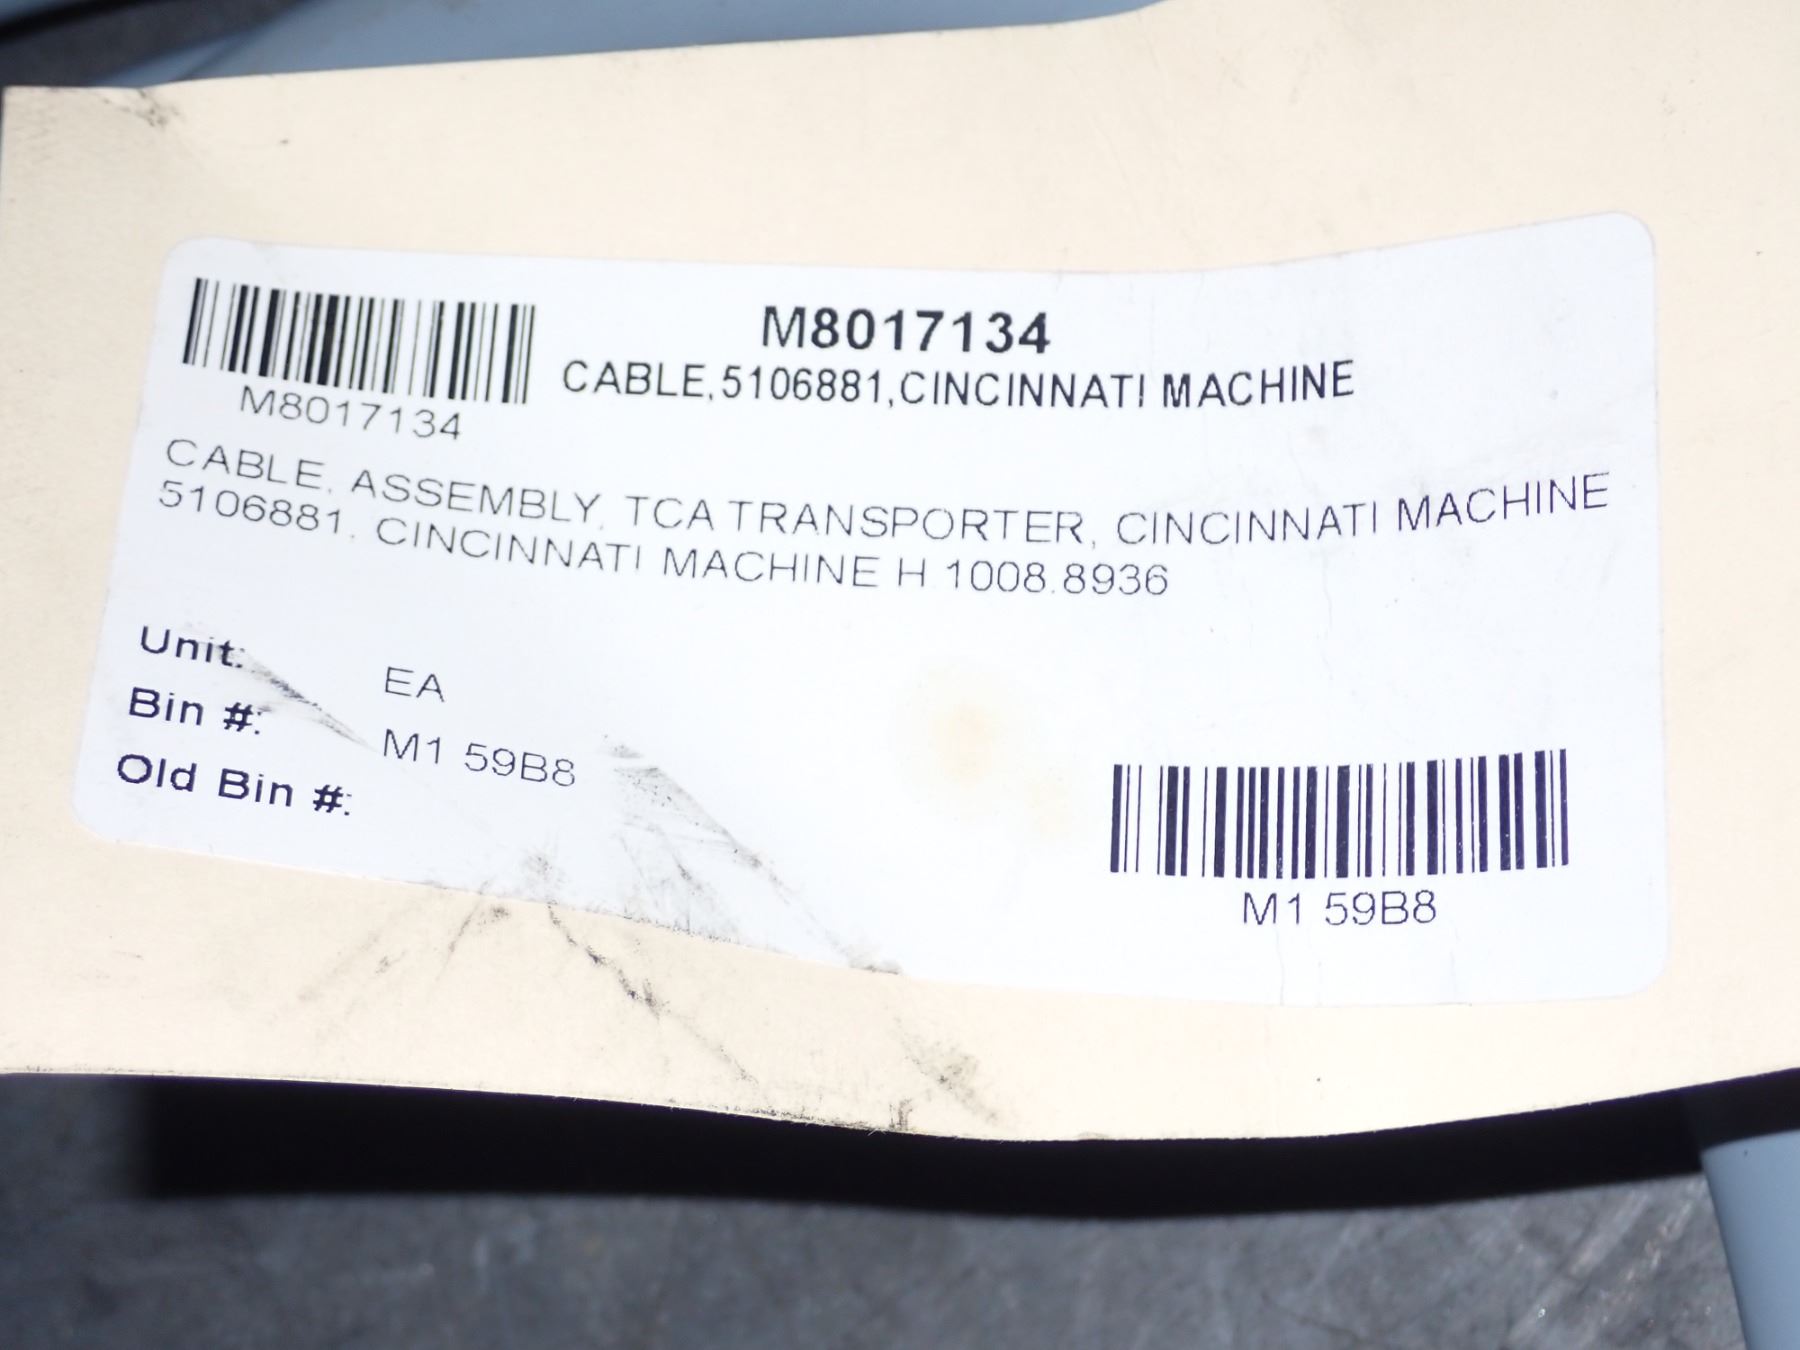 M8017134
CABLE,5106881,CINCINNATI MACHINE
M8017134
CABLE, ASSEMBLY, TCA TRANSPORTER, CINCINNATI MACHINE
5106881, CINCINNATI MACHINE H.1008.8936
Unit: EA
Bin #: M1 59B8
Old Bin #:
M1 59B8